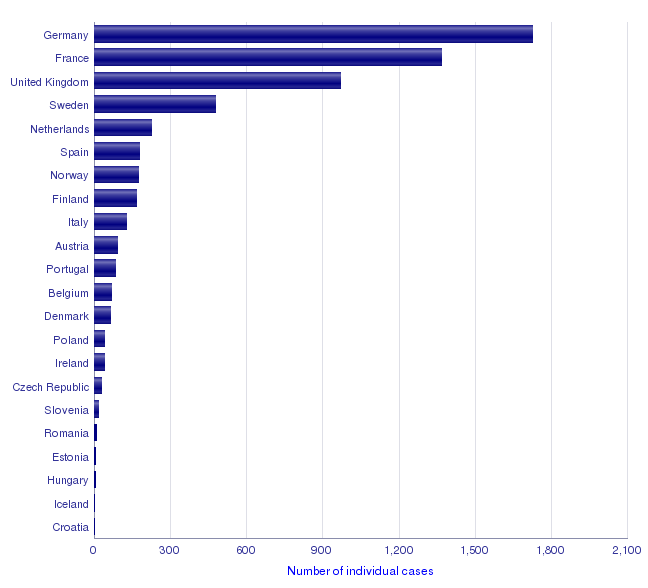 Germany
France
United Kingdom
Sweden
Netherlands
Spain
Norway
Finland
Italy
Austria
Portugal
Belgium
Denmark
Poland
Ireland
Czech Republic
Slovenia
Romania
Estonia
Hungary
Iceland
Croatia
0 300 600 900 1,200 1,500 1,800 2,100
Number of individual cases